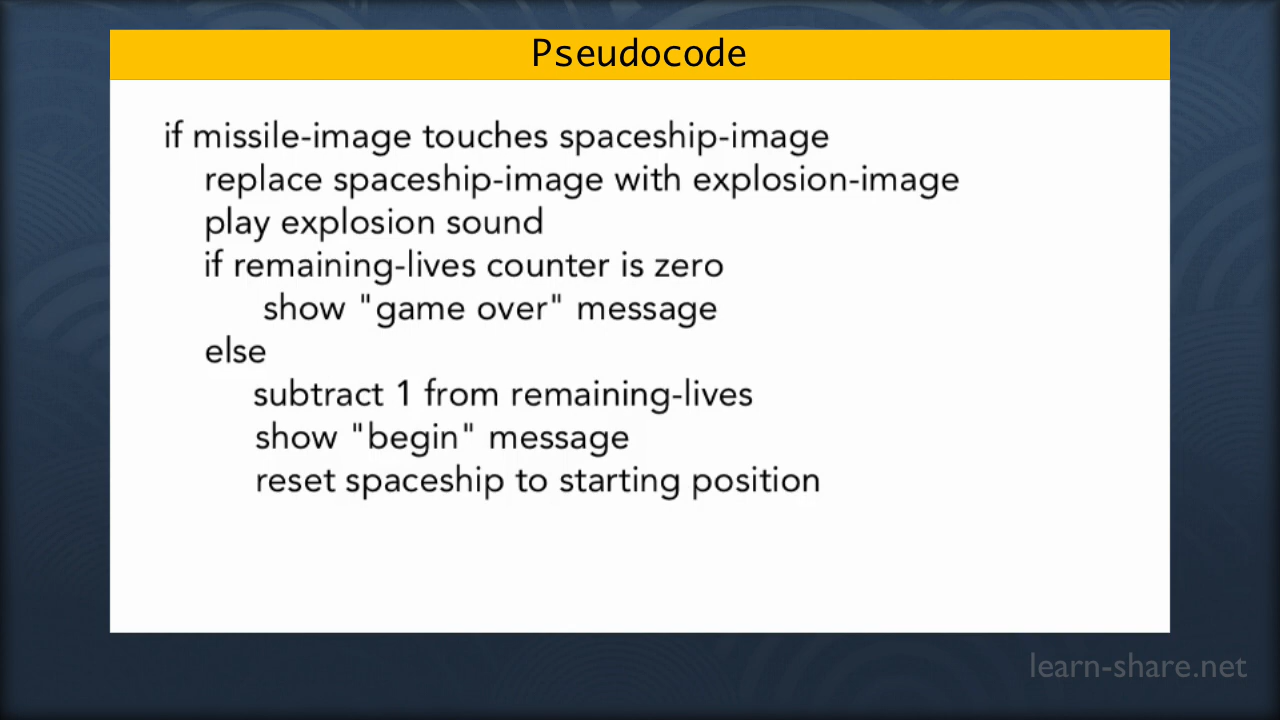 Pseudocode
if missile-image touches spaceship-image
replace spaceship-image with explosion-image
play explosion sound
if remaining-lives counter is zero
show "game over" message
else
subtract 1 from remaining-lives
show "begin" message
reset spaceship to starting position
learn-share.net